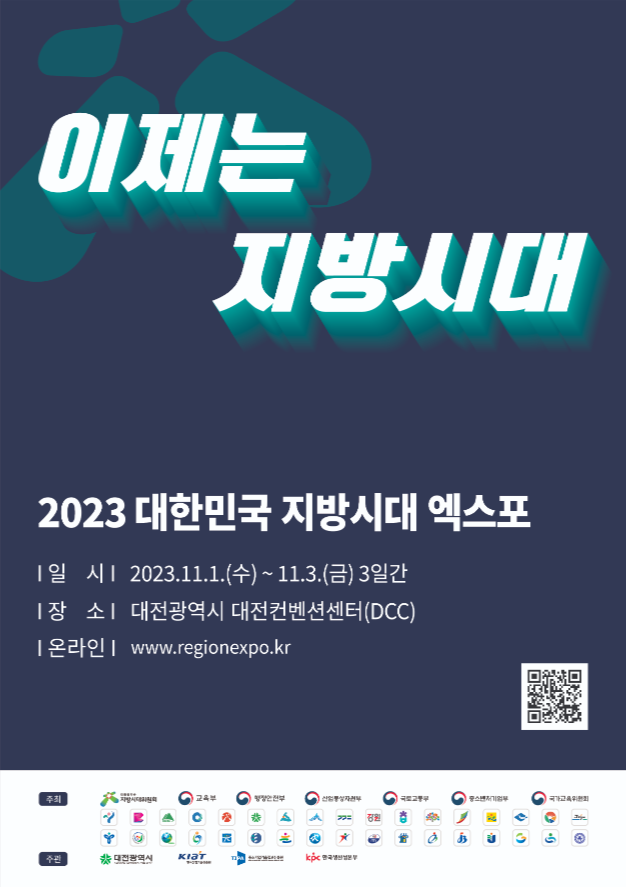 이제는
지방시대
2023 대한민국 지방시대 엑스포
| 일 시 | 2023.11.1.(수) ~ 11.3.(금) 3일간
| 장 소 | 대전광역시 대전컨벤션센터(DCC)
| 온라인 | www.regionexpo.kr
주최 지방시대위원회 교육부 행정안전부 산업통상자원부 국토교통부 중소벤처기업부 국가교육위원회
강원
주관 대전광역시 KIAT TIPA kpc 한국생산성본부